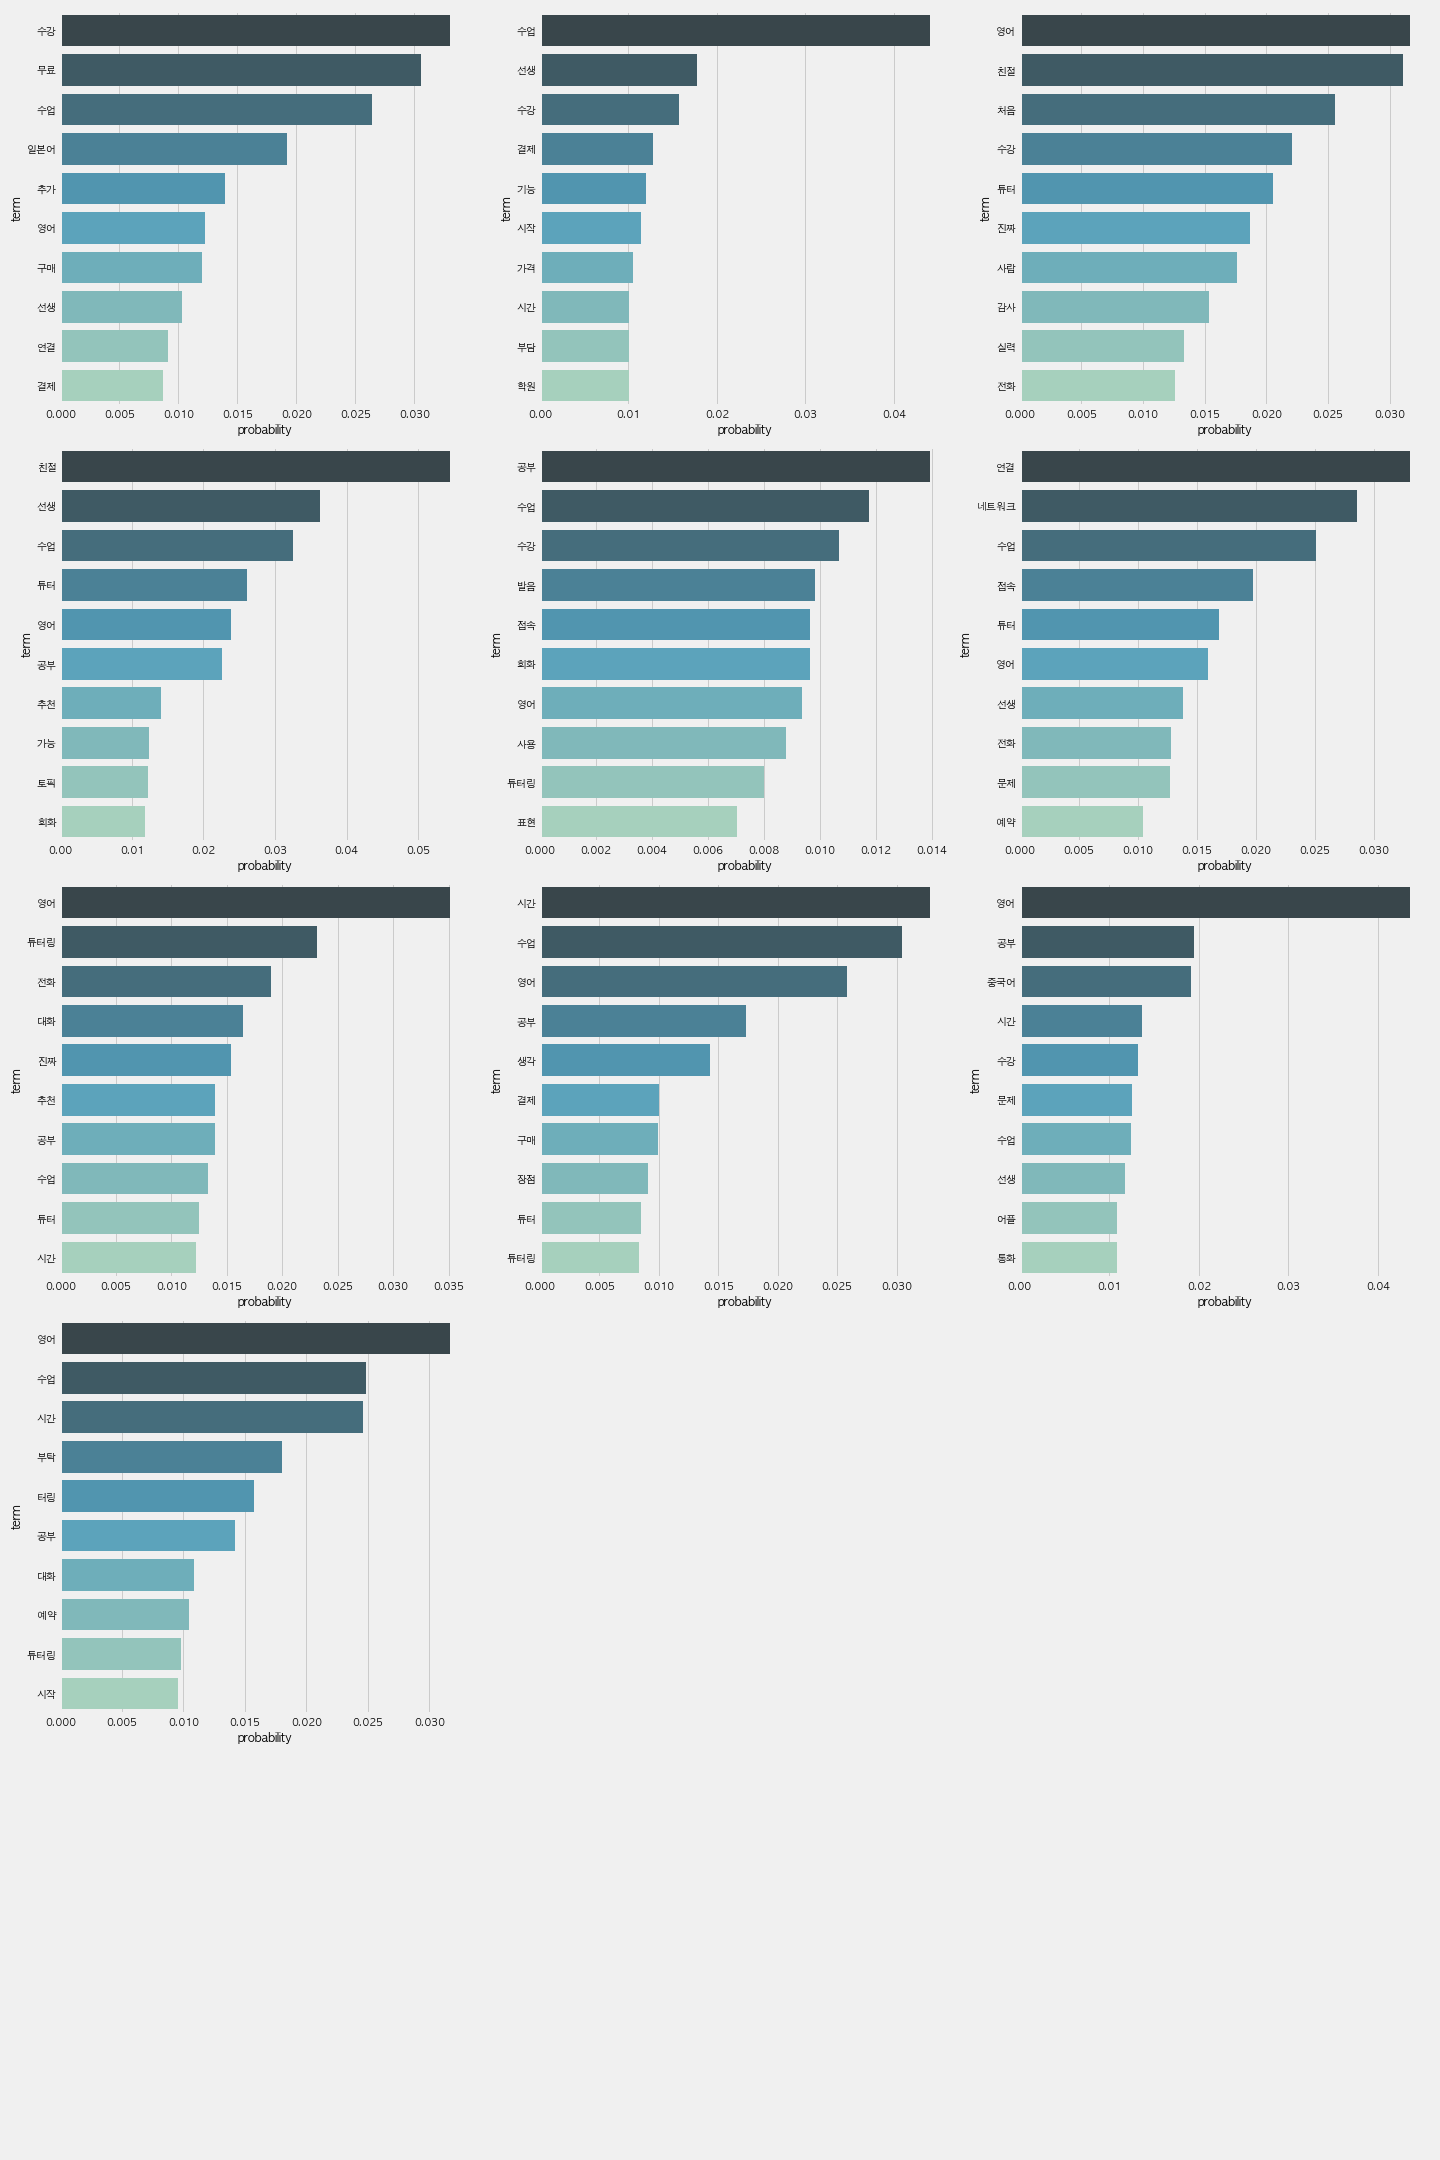 수강
무료
수업
일본어
추가
영어
구매
선생
연결
결제
term
0.000 0.005 0.010 0.015 0.020 0.025 0.030
probability
수업
선생
수강
결제
기능
시작
가격
시간
부담
학원
term
0.00 0.01 0.02 0.03 0.04
probability
영어
친절
처음
수강
튜터
진짜
사람
감사
실력
전화
term
0.000 0.005 0.010 0.015 0.020 0.025 0.030
probability
친절
선생
수업
튜터
영어
공부
추천
가능
토픽
회화
term
0.00 0.01 0.02 0.03 0.04 0.05
probability
공부
수업
수강
발음
접속
회화
영어
사용
튜터링
표현
term
0.000 0.002 0.004 0.006 0.008 0.010 0.012 0.014
probability
연결
네트워크
수업
접속
튜터
영어
선생
전화
문제
예약
term
0.000 0.005 0.010 0.015 0.020 0.025 0.030
probability
영어
튜터링
전화
대화
진짜
추천
공부
수업
튜터
시간
term
0.000 0.005 0.010 0.015 0.020 0.025 0.030 0.035
probability
시간
수업
영어
공부
생각
결제
구매
장점
튜터
튜터링
term
0.000 0.005 0.010 0.015 0.020 0.025 0.030
probability
영어
공부
중국어
시간
수강
문제
수업
선생
어플
통화
term
0.00 0.01 0.02 0.03 0.04
probability
영어
수업
시간
부탁
터링
공부
대화
예약
튜터링
시작
term
0.000 0.005 0.010 0.015 0.020 0.025 0.030
probability